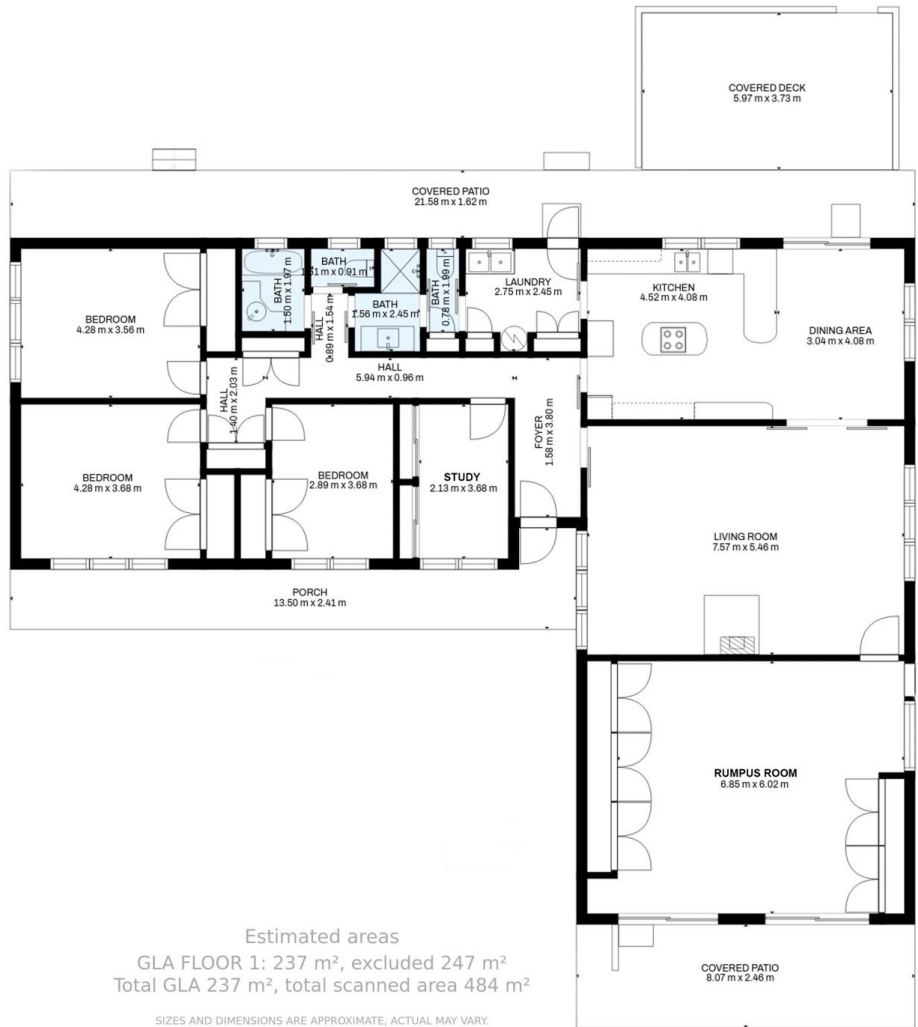 COVERED DECK
5.97 m x 3.73 m
COVERED PATIO
21.58 m x 1.62 m
BEDROOM
4.28 m x 3.56 m
BATH
1.50 m x 1.97 m
BATH
1.51 m x 0.91 m
HALL
0.89 m x 1.54 m
BATH
1.56 m x 2.45 m
BATH
0.78 m x 1.99 m
LAUNDRY
2.75 m x 2.45 m
KITCHEN
4.52 m x 4.08 m
DINING AREA
3.04 m x 4.08 m
HALL
5.94 m x 0.96 m
HALL
1.40 m x 2.03 m
FOYER
1.58 m x 3.80 m
BEDROOM
4.28 m x 3.68 m
BEDROOM
2.89 m x 3.68 m
STUDY
2.13 m x 3.68 m
LIVING ROOM
7.57 m x 5.46 m
PORCH
13.50 m x 2.41 m
RUMPUS ROOM
6.85 m x 6.02 m
COVERED PATIO
8.07 m x 2.46 m
Estimated areas
GLA FLOOR 1: 237 m², excluded 247 m²
Total GLA 237 m², total scanned area 484 m²
SIZES AND DIMENSIONS ARE APPROXIMATE, ACTUAL MAY VARY.